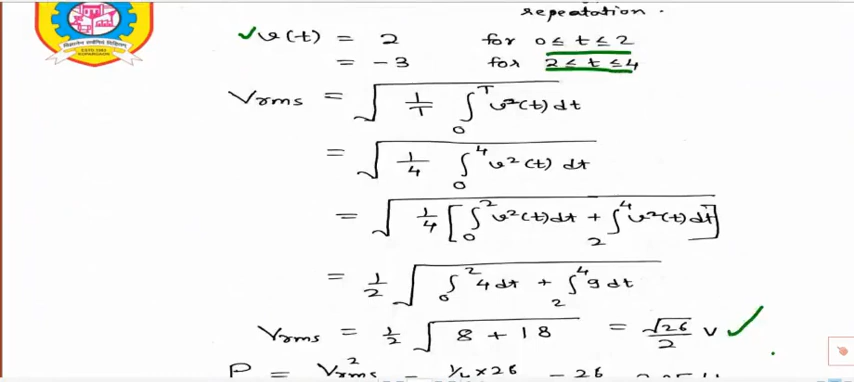 repeatation.
v(t) = 2 for 0 ≤ t ≤ 2
= -3 for 2 ≤ t ≤ 4
Vrms = √(1/T ∫₀ᵀ v²(t) dt)
= √(1/4 ∫₀⁴ v²(t) dt)
= √(1/4 [∫₀² v²(t) dt + ∫₂⁴ v²(t) dt])
= 1/2 √(∫₀² 4 dt + ∫₂⁴ 9 dt)
Vrms = 1/2 √(8 + 18) = √26/2 V